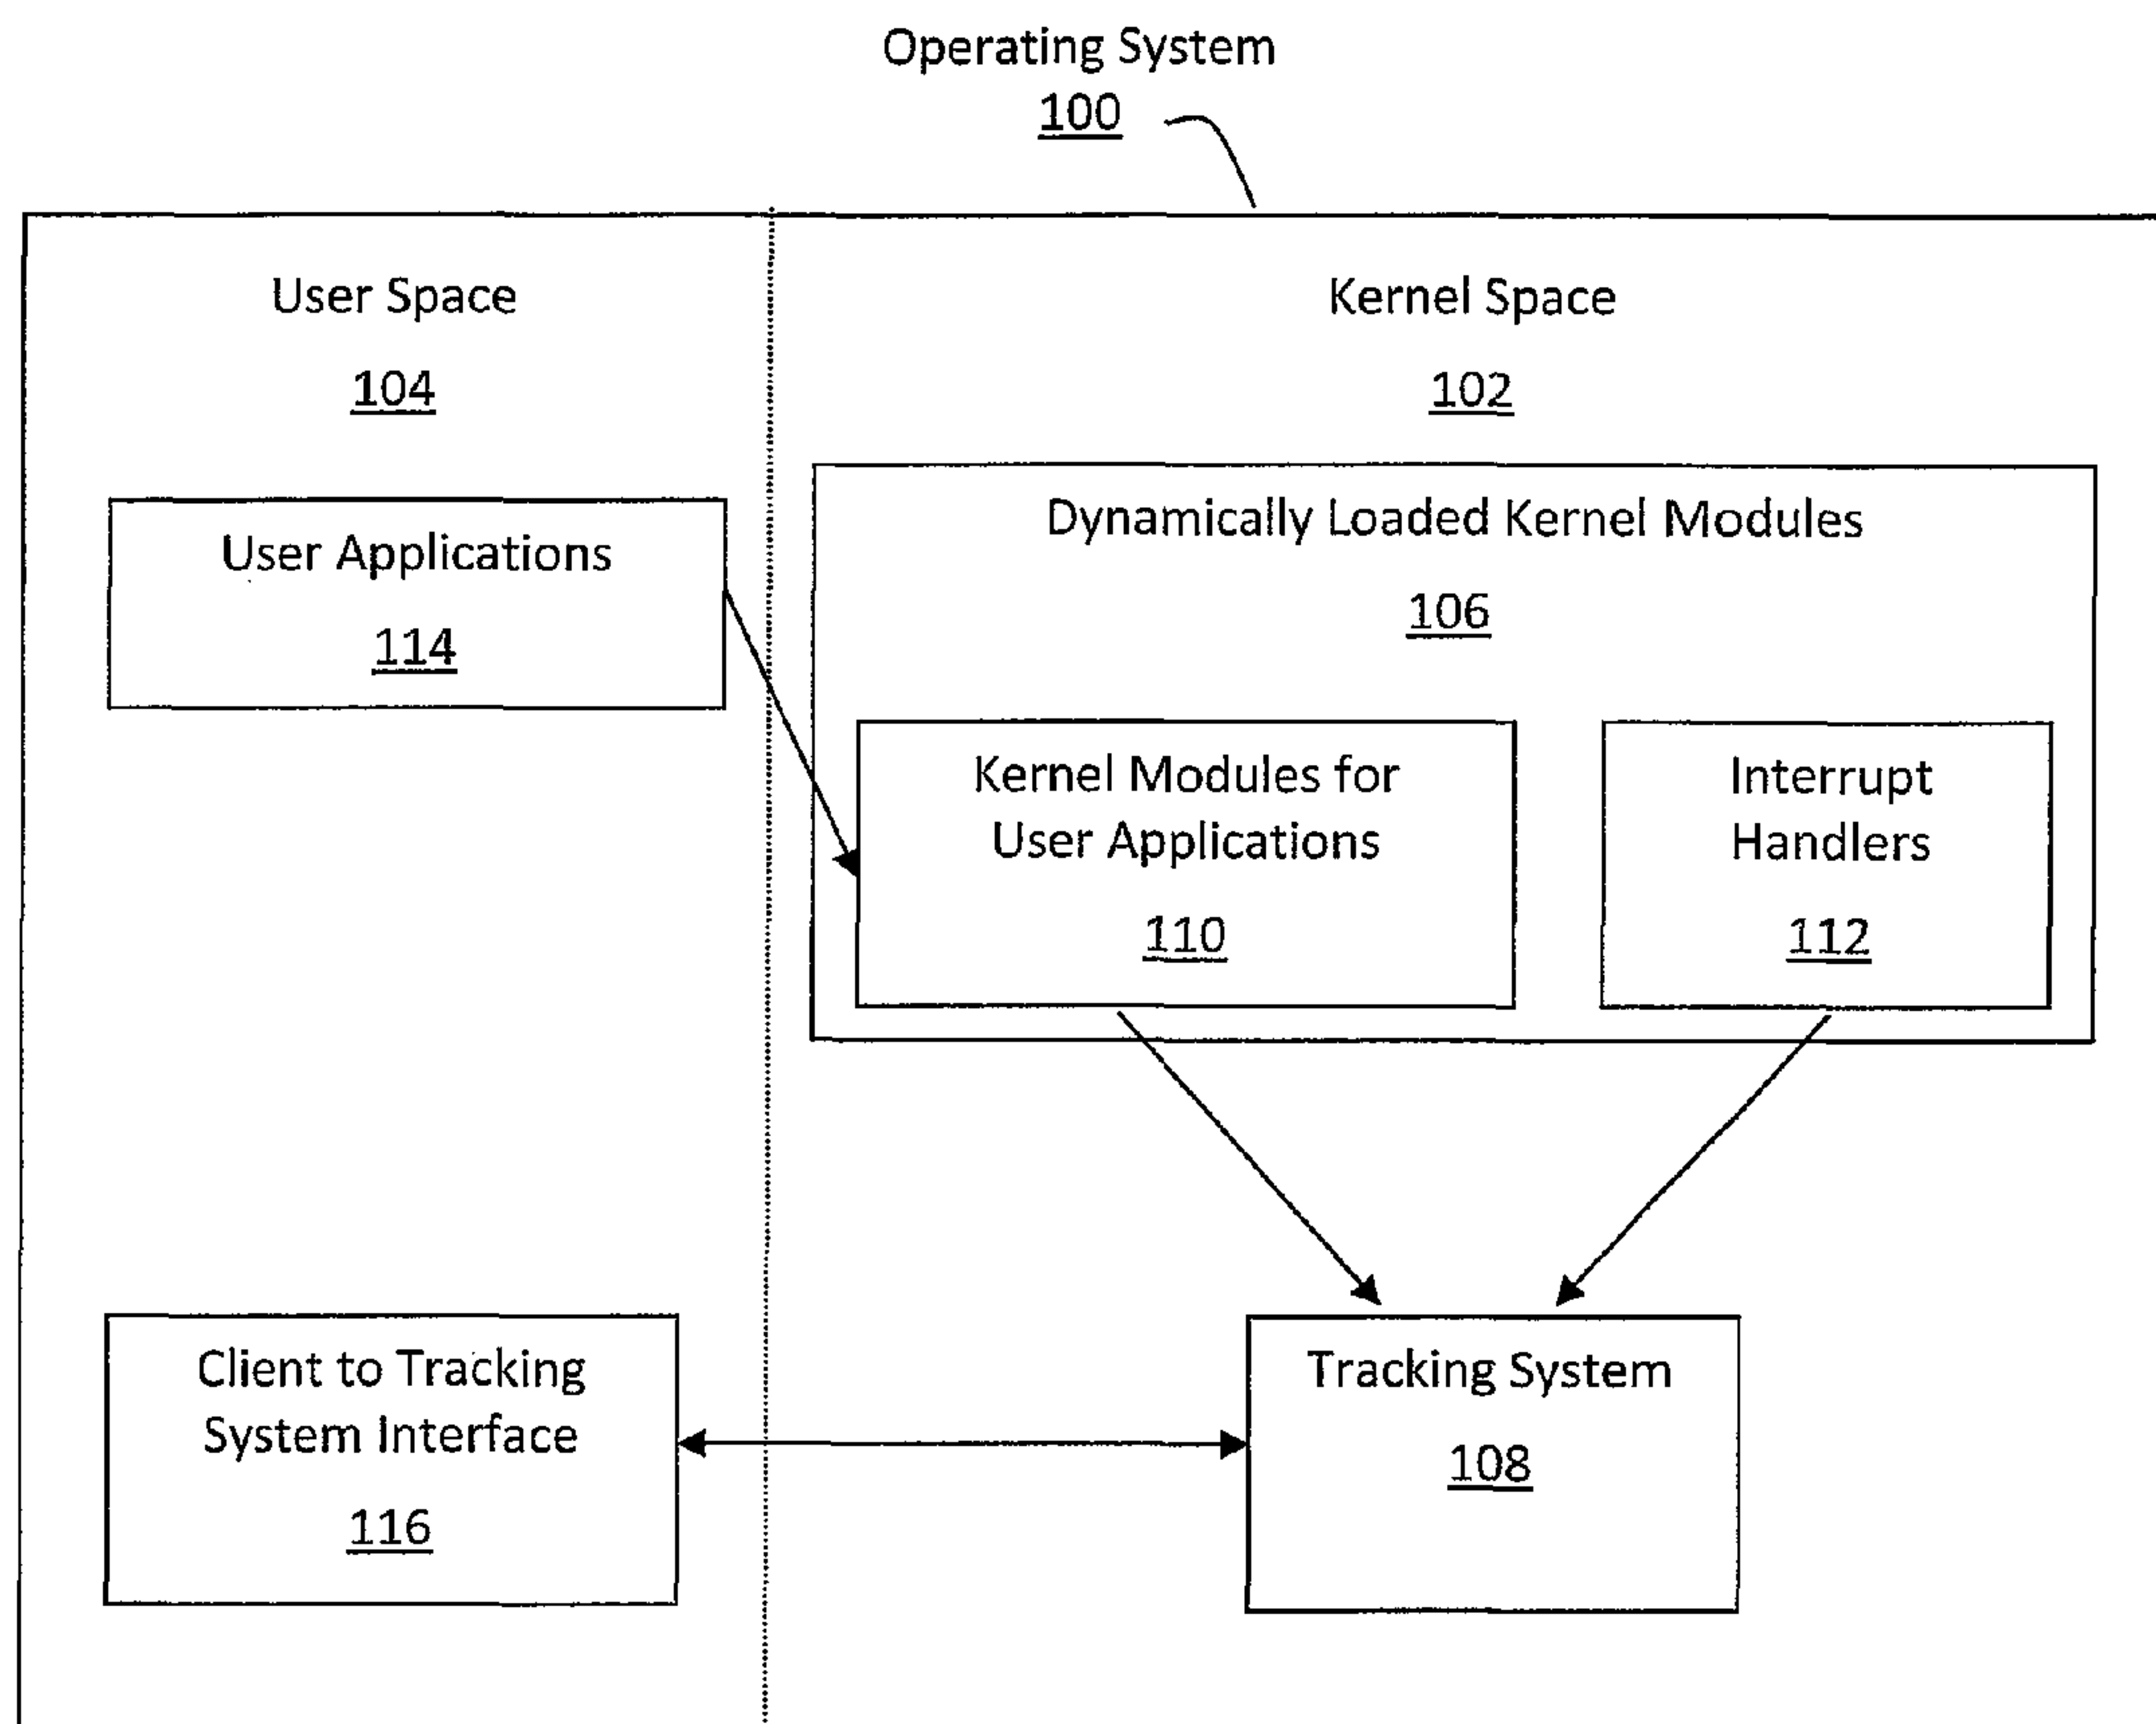 Operating System
100
User Space
104
Kernel Space
102
User Applications
114
Dynamically Loaded Kernel Modules
106
Kernel Modules for
User Applications
110
Interrupt
Handlers
112
Client to Tracking
System Interface
116
Tracking System
108